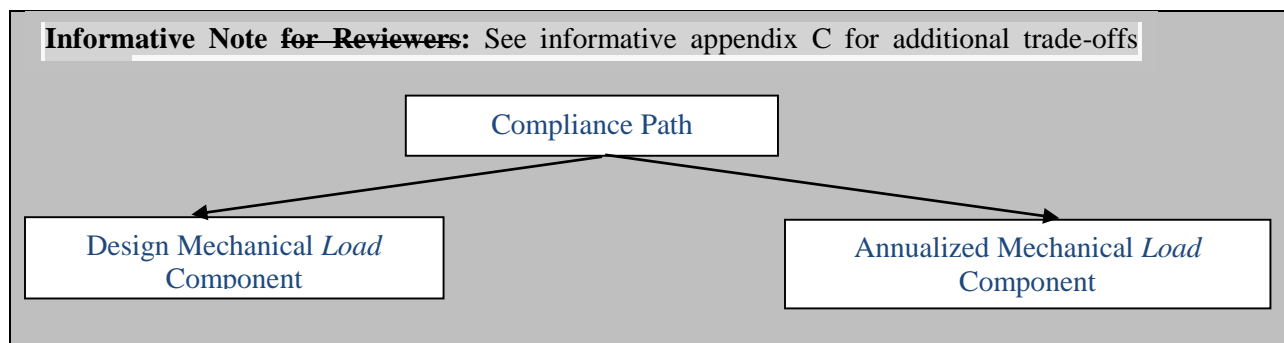 Informative Note for Reviewers: See informative appendix C for additional trade-offs
Compliance Path
Design Mechanical Load
Component
Annualized Mechanical Load
Component